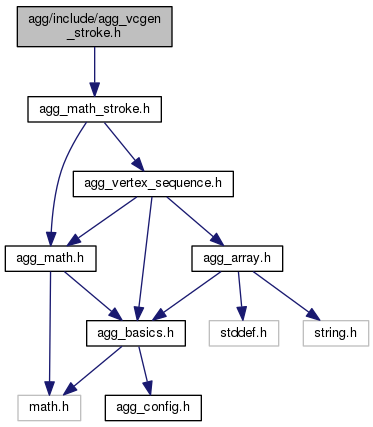 agg/include/agg_vcgen
_stroke.h
agg_math_stroke.h
agg_vertex_sequence.h
agg_math.h
agg_array.h
agg_basics.h
stddef.h
string.h
math.h
agg_config.h